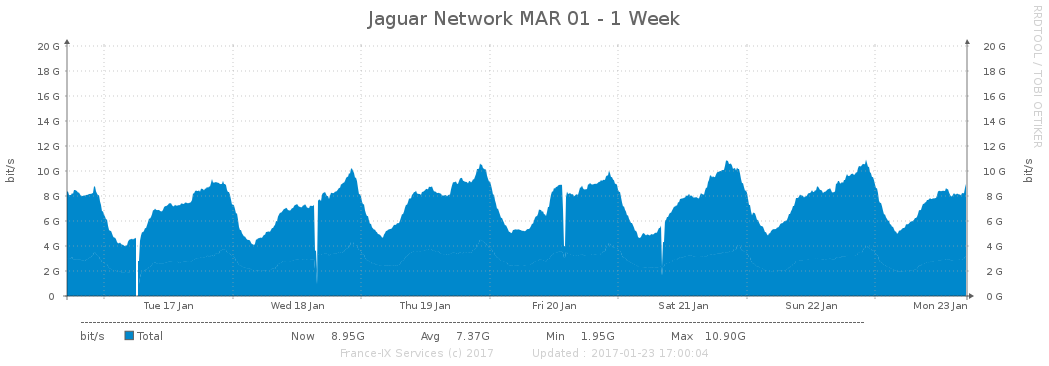 Jaguar Network MAR 01 - 1 Week
RRDTOOL / TOBI OETIKER
bit/s
20 G 20 G
18 G 18 G
16 G 16 G
14 G 14 G
12 G 12 G
10 G 10 G
8 G 8 G
6 G 6 G
4 G 4 G
2 G 2 G
0 0 G
bit/s
Tue 17 Jan Wed 18 Jan Thu 19 Jan Fri 20 Jan Sat 21 Jan Sun 22 Jan Mon 23 Jan
bit/s Total Now 8.95G Avg 7.37G Min 1.95G Max 10.90G
France-IX Services (c) 2017 Updated : 2017-01-23 17:00:04